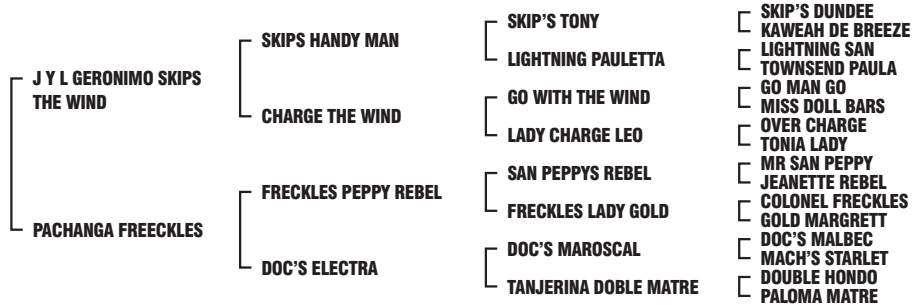 J Y L GERONIMO SKIPS
THE WIND
PACHANGA FREECKLES
SKIPS HANDY MAN
CHARGE THE WIND
FRECKLES PEPPY REBEL
DOC'S ELECTRA
SKIP'S TONY
LIGHTNING PAULETTA
GO WITH THE WIND
LADY CHARGE LEO
SAN PEPPYS REBEL
FRECKLES LADY GOLD
DOC'S MAROSCAL
TANJERINA DOBLE MATRE
SKIP'S DUNDEE
KAWEAH DE BREEZE
LIGHTNING SAN
TOWNSEND PAULA
GO MAN GO
MISS DOLL BARS
OVER CHARGE
TONIA LADY
MR SAN PEPPY
JEANETTE REBEL
COLONEL FRECKLES
GOLD MARGRETT
DOC'S MALBEC
MACH'S STARLET
DOUBLE HONDO
PALOMA MATRE